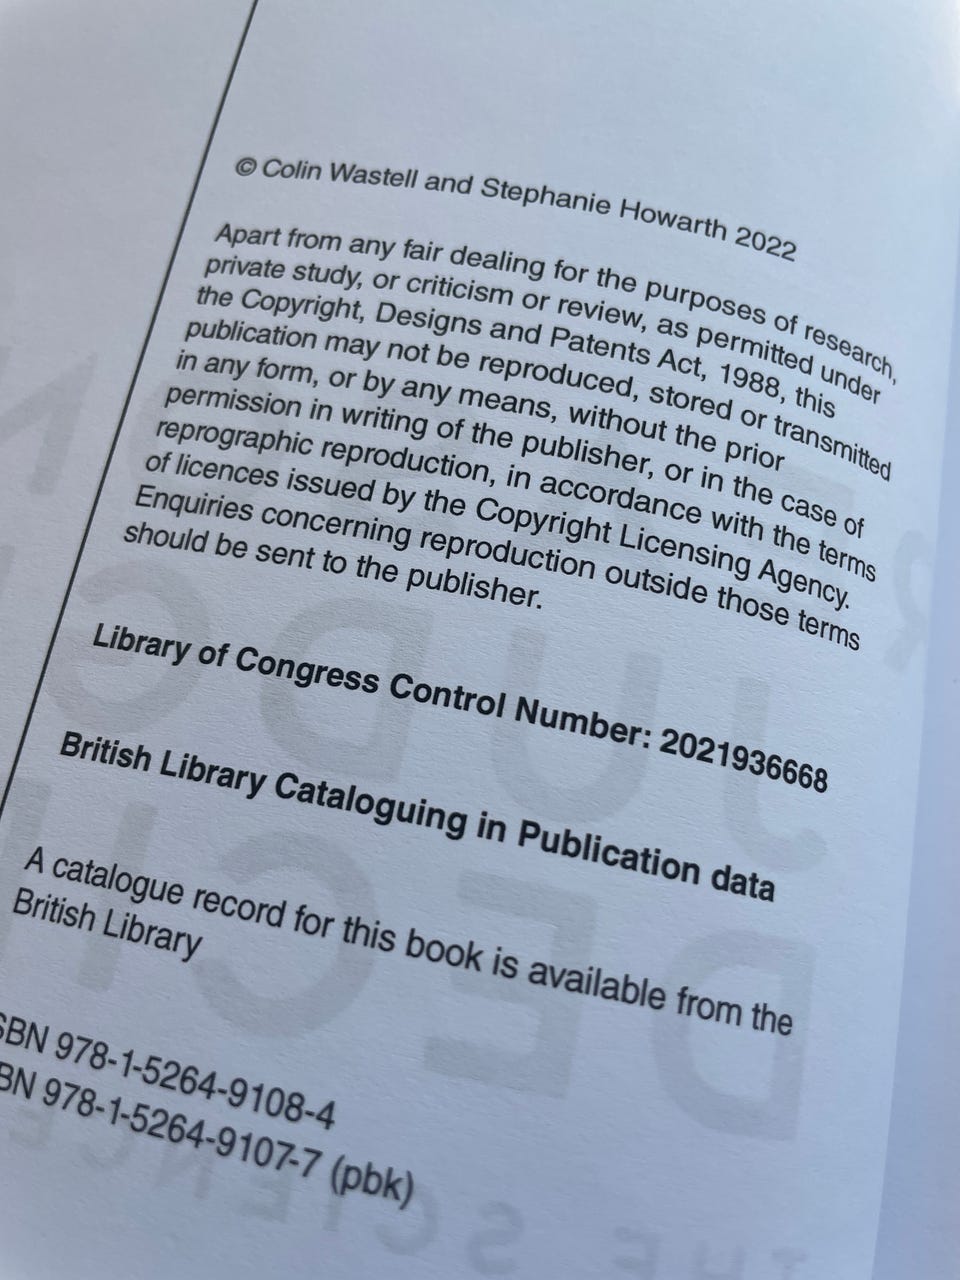 © Colin Wastell and Stephanie Howarth 2022
Apart from any fair dealing for the purposes of research,
private study, or criticism or review, as permitted under
the Copyright, Designs and Patents Act, 1988, this
publication may not be reproduced, stored or transmitted
in any form, or by any means, without the prior
permission in writing of the publisher, or in the case of
reprographic reproduction, in accordance with the terms
of licences issued by the Copyright Licensing Agency.
Enquiries concerning reproduction outside those terms
should be sent to the publisher.
Library of Congress Control Number: 2021936668
British Library Cataloguing in Publication data
A catalogue record for this book is available from the
British Library
SBN 978-1-5264-9108-4
BN 978-1-5264-9107-7 (pbk)